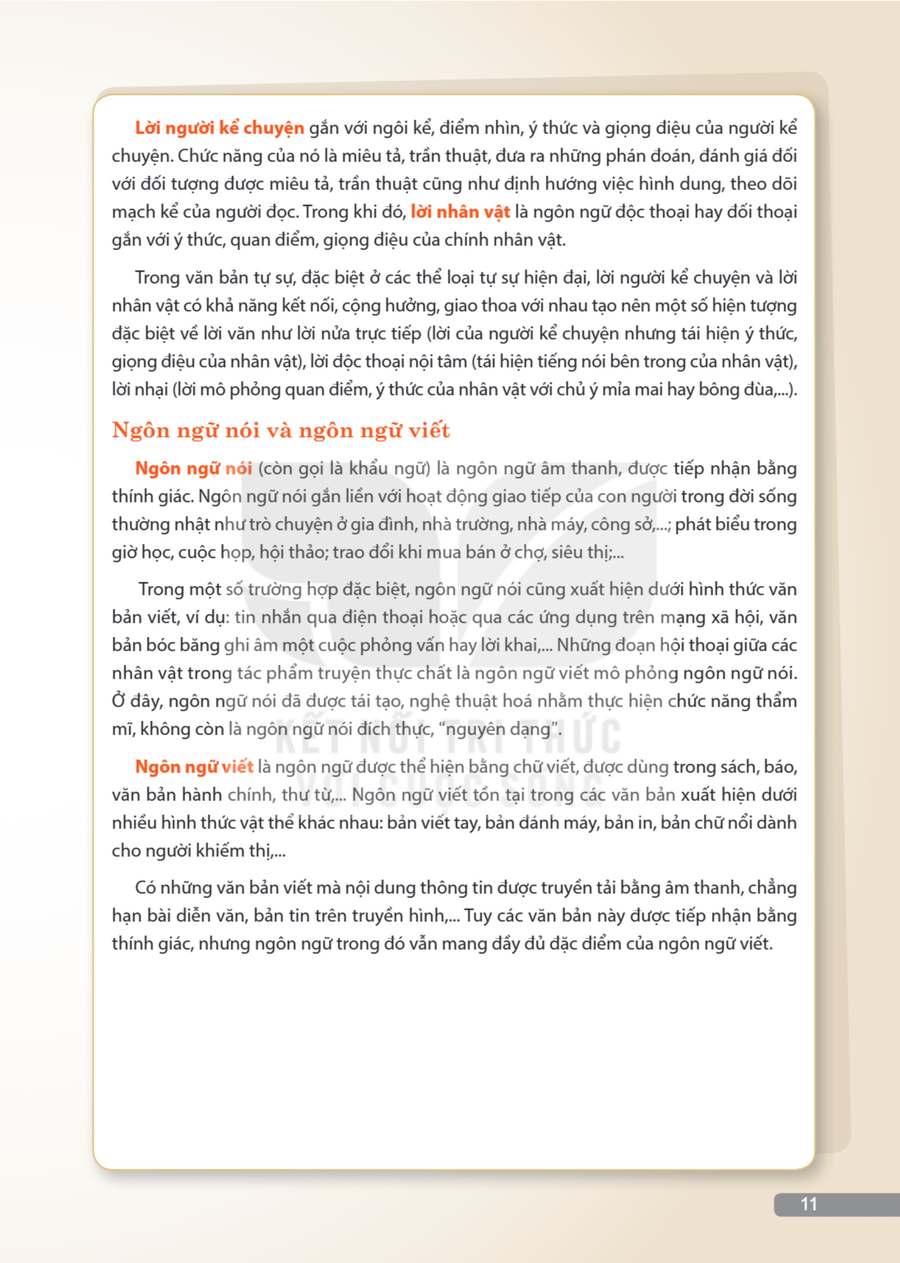 Lời người kể chuyện gắn với ngôi kể, điểm nhìn, ý thức và giọng điệu của người kể
chuyện. Chức năng của nó là miêu tả, trần thuật, đưa ra những phán đoán, đánh giá đối
với đối tượng được miêu tả, trần thuật cũng như định hướng việc hình dung, theo dõi
mạch kể của người đọc. Trong khi đó, lời nhân vật là ngôn ngữ độc thoại hay đối thoại
gắn với ý thức, quan điểm, giọng điệu của chính nhân vật.
Trong văn bản tự sự, đặc biệt ở các thể loại tự sự hiện đại, lời người kể chuyện và lời
nhân vật có khả năng kết nối, cộng hưởng, giao thoa với nhau tạo nên một số hiện tượng
đặc biệt về lời văn như lời nửa trực tiếp (lời của người kể chuyện nhưng tái hiện ý thức,
giọng điệu của nhân vật), lời độc thoại nội tâm (tái hiện tiếng nói bên trong của nhân vật),
lời nhại (lời mô phỏng quan điểm, ý thức của nhân vật với chủ ý mỉa mai hay bông đùa,...).
Ngôn ngữ nói và ngôn ngữ viết
Ngôn ngữ nói (còn gọi là khẩu ngữ) là ngôn ngữ âm thanh, được tiếp nhận bằng
thính giác. Ngôn ngữ nói gắn liền với hoạt động giao tiếp của con người trong đời sống
thường nhật như trò chuyện ở gia đình, nhà trường, nhà máy, công sở,...; phát biểu trong
giờ học, cuộc họp, hội thảo; trao đổi khi mua bán ở chợ, siêu thị;...
Trong một số trường hợp đặc biệt, ngôn ngữ nói cũng xuất hiện dưới hình thức văn
bản viết, ví dụ: tin nhắn qua điện thoại hoặc qua các ứng dụng trên mạng xã hội, văn
bản bóc băng ghi âm một cuộc phỏng vấn hay lời khai,... Những đoạn hội thoại giữa các
nhân vật trong tác phẩm truyện thực chất là ngôn ngữ viết mô phỏng ngôn ngữ nói.
Ở đây, ngôn ngữ nói đã được tái tạo, nghệ thuật hoá nhằm thực hiện chức năng thẩm
mĩ, không còn là ngôn ngữ nói đích thực, “nguyên dạng”.
KẾT NỐI TRI THỨC
Ngôn ngữ viết là ngôn ngữ được thể hiện bằng chữ viết, được dùng trong sách, báo,
VỚI CUỘC SỐNG
văn bản hành chính, thư từ,... Ngôn ngữ viết tồn tại trong các văn bản xuất hiện dưới
nhiều hình thức vật thể khác nhau: bản viết tay, bản đánh máy, bản in, bản chữ nổi dành
cho người khiếm thị,...
Có những văn bản viết mà nội dung thông tin được truyền tải bằng âm thanh, chẳng
hạn bài diễn văn, bản tin trên truyền hình,... Tuy các văn bản này được tiếp nhận bằng
thính giác, nhưng ngôn ngữ trong đó vẫn mang đầy đủ đặc điểm của ngôn ngữ viết.
11